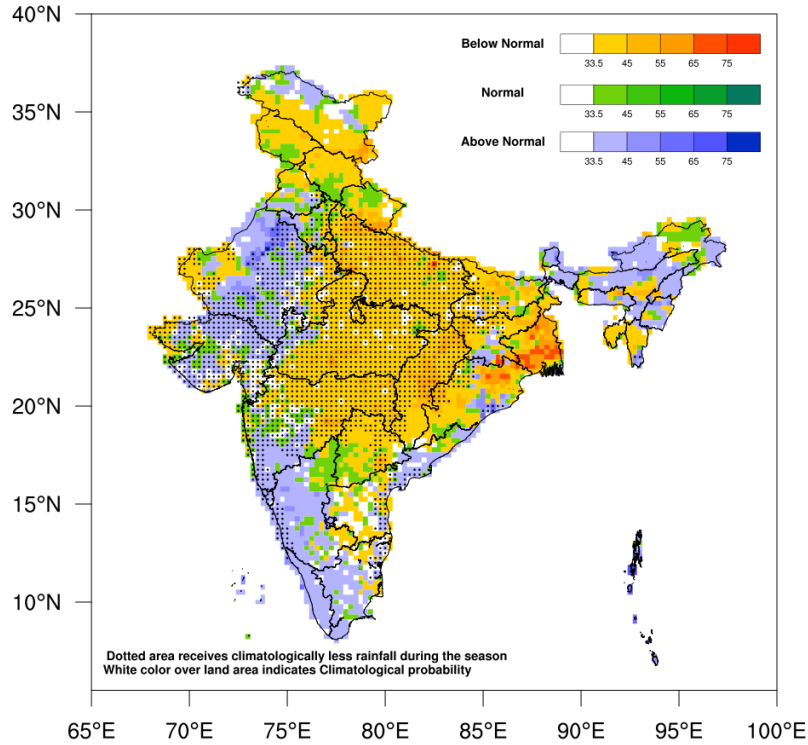 40°N
35°N
30°N
25°N
20°N
15°N
10°N
Below Normal
33.5 45 55 65 75
Normal
33.5 45 55 65 75
Above Normal
33.5 45 55 65 75
Dotted area receives climatologically less rainfall during the season
White color over land area indicates Climatological probability
65°E 70°E 75°E 80°E 85°E 90°E 95°E 100°E